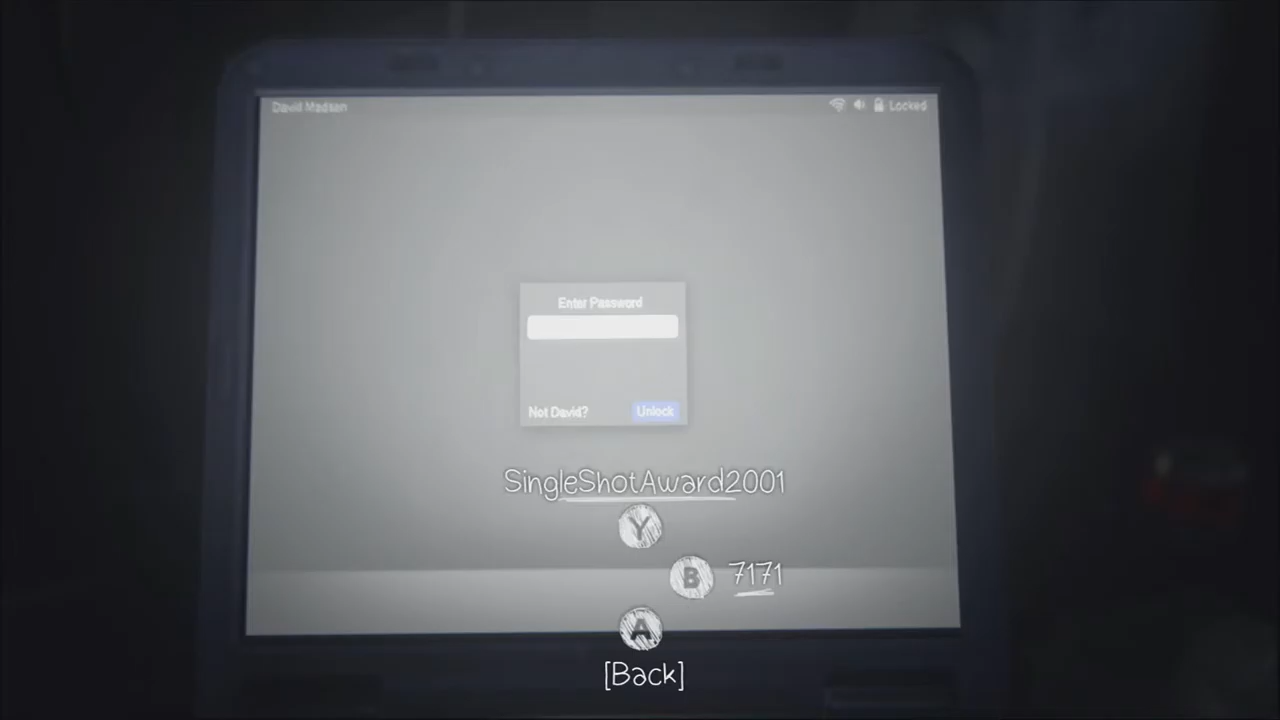 David Madsen
Locked
Enter Password
Not David?
Unlock
SingleShotAward2001
Y
B 7171
A
[Back]